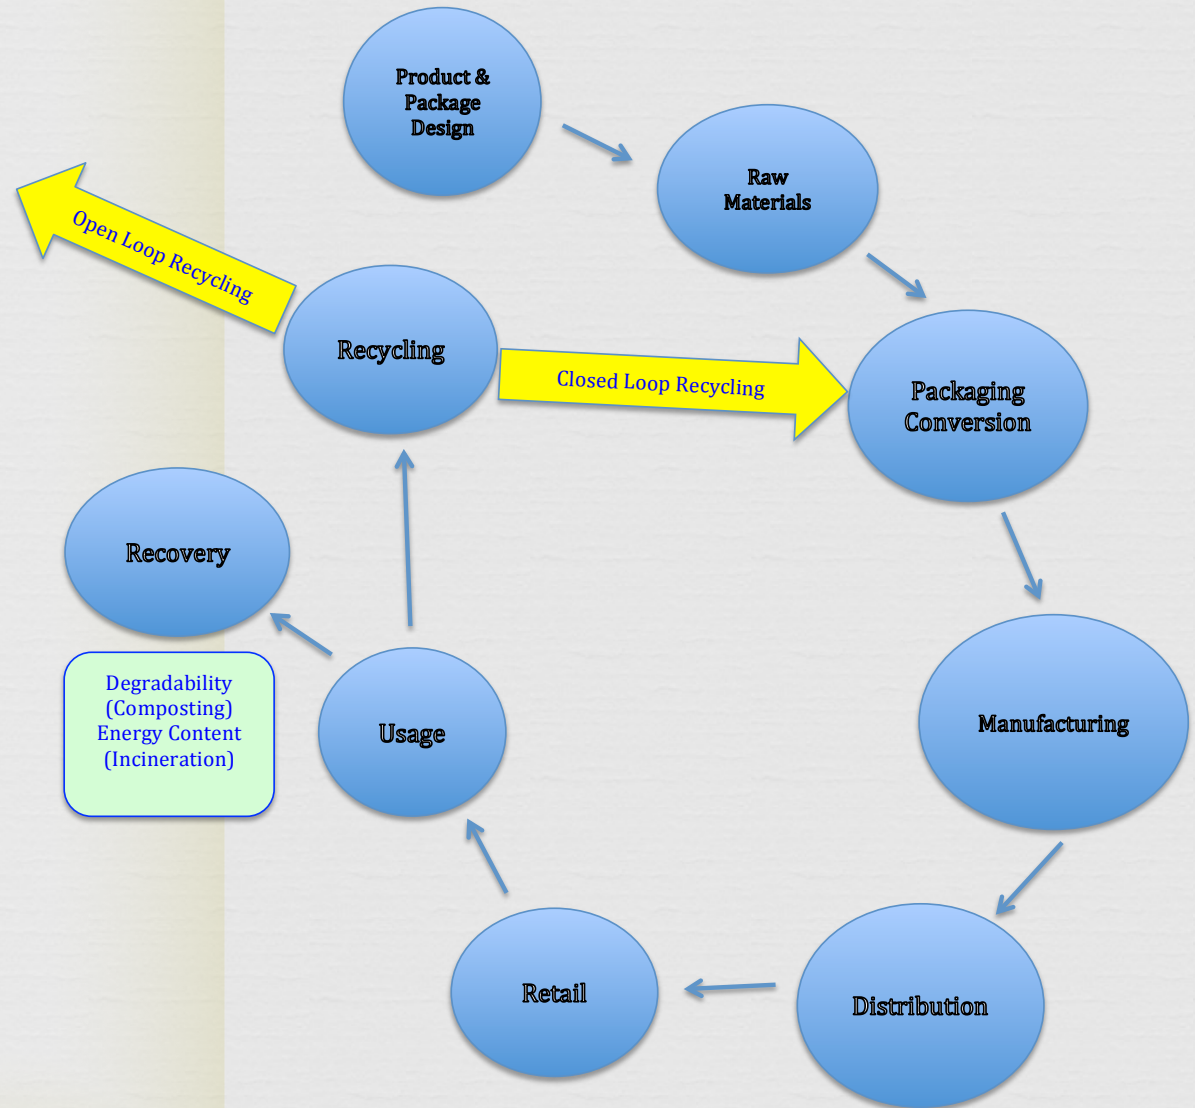 Product &
Package
Design
Raw
Materials
Open Loop Recycling
Recycling
Closed Loop Recycling
Packaging
Conversion
Recovery
Degradability
(Composting)
Energy Content
(Incineration)
Usage
Manufacturing
Retail
Distribution